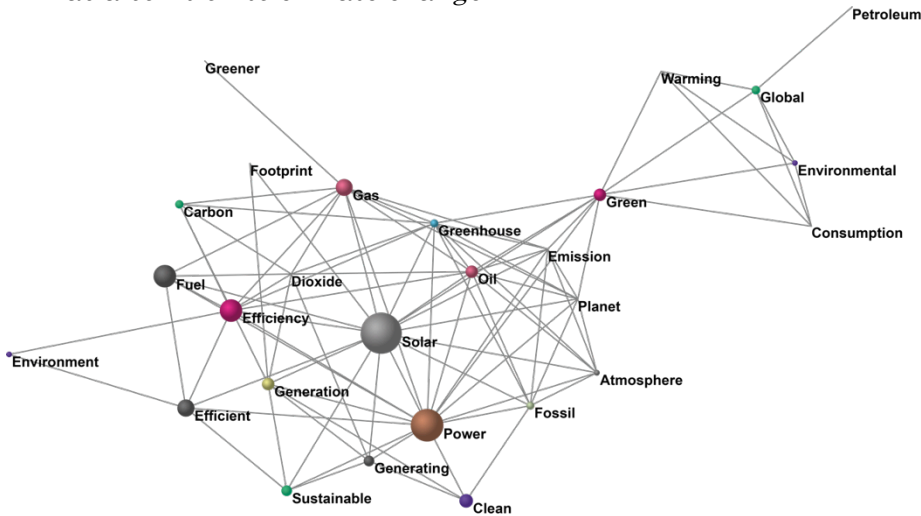 Petroleum
Greener
Warming
Global
Footprint
Environmental
Gas
Carbon
Green
Greenhouse
Consumption
Emission
Oil
Dioxide
Fuel
Planet
Efficiency
Solar
Environment
Atmosphere
Generation
Fossil
Efficient
Power
Generating
Sustainable
Clean